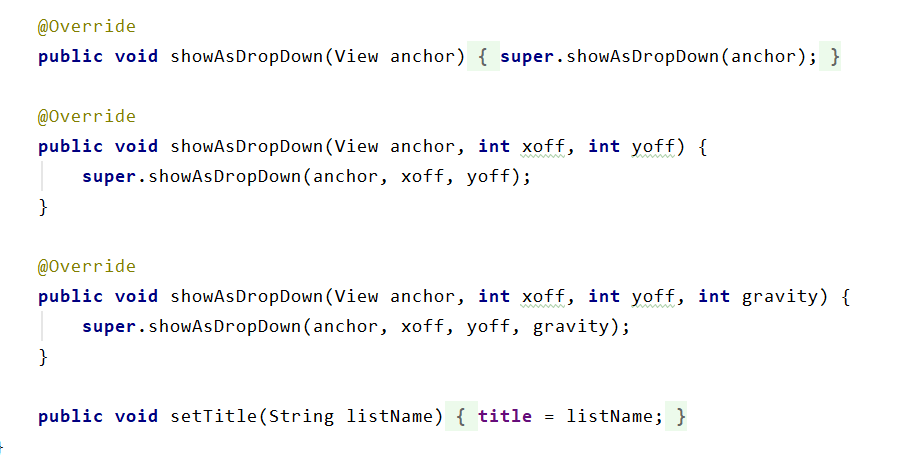 @Override
public void showAsDropDown(View anchor) { super.showAsDropDown(anchor); }
@Override
public void showAsDropDown(View anchor, int xoff, int yoff) {
super.showAsDropDown(anchor, xoff, yoff);
}
@Override
public void showAsDropDown(View anchor, int xoff, int yoff, int gravity) {
super.showAsDropDown(anchor, xoff, yoff, gravity);
}
public void setTitle(String listName) { title = listName; }
}